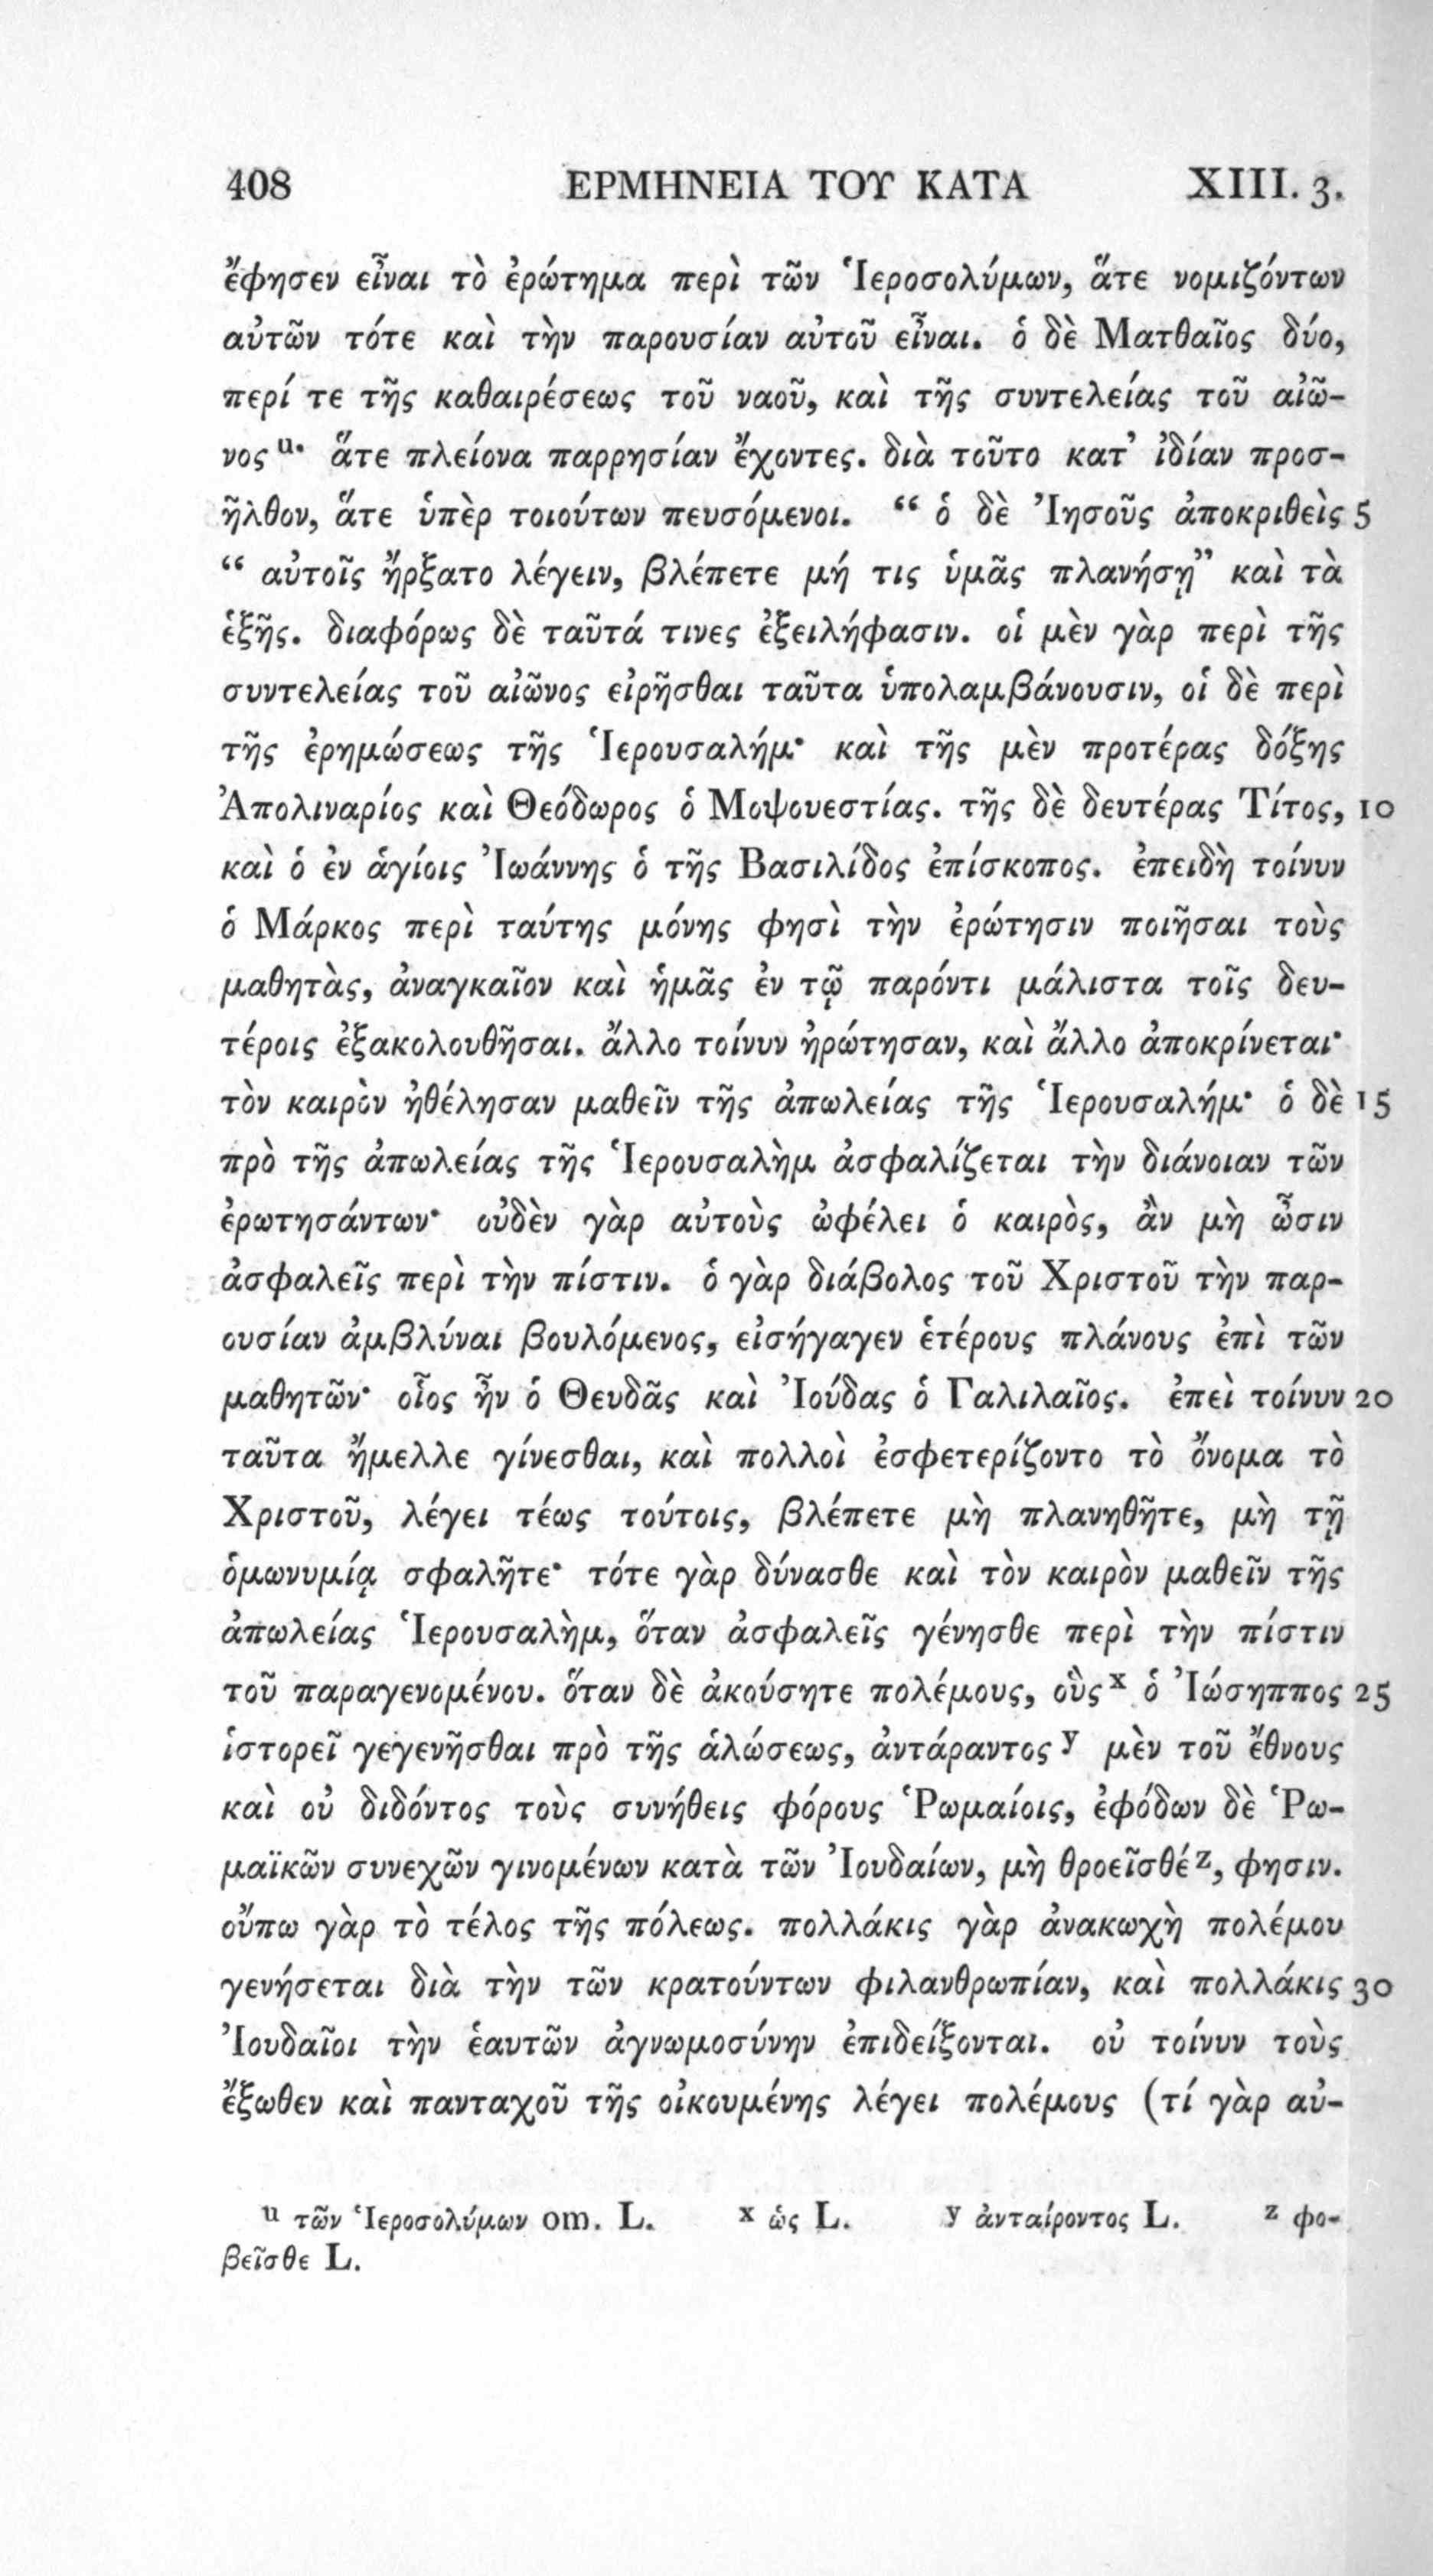 408 ΕΡΜΗΝΕΙΑ ΤΟΥ ΚΑΤΑ XIII. 3.
ἔφησεν εἶναι τὸ ἐρώτημα περὶ τῶν Ἱεροσολύμων, ἅτε νομιζόντων
αὐτῶν τότε καὶ τὴν παρουσίαν αὐτοῦ εἶναι. ὁ δὲ Ματθαῖος δύο,
περί τε τῆς καθαιρέσεως τοῦ ναοῦ, καὶ τῆς συντελείας τοῦ αἰῶ-
νος u· ἅτε πλείονα παρρησίαν ἔχοντες. διὰ τοῦτο κατ’ ἰδίαν προσ-
ῆλθον, ἅτε ὑπὲρ τοιούτων πευσόμενοι. “ ὁ δὲ Ἰησοῦς ἀποκριθεὶς 5
“ αὐτοῖς ἤρξατο λέγειν, βλέπετε μή τις ὑμᾶς πλανήσῃ” καὶ τὰ
ἑξῆς. διαφόρως δὲ ταῦτά τινες ἐξειλήφασιν. οἱ μὲν γὰρ περὶ τῆς
συντελείας τοῦ αἰῶνος εἰρῆσθαι ταῦτα ὑπολαμβάνουσιν, οἱ δὲ περὶ
τῆς ἐρημώσεως τῆς Ἱερουσαλήμ· καὶ τῆς μὲν προτέρας δόξης
Ἀπολιναρίος καὶ Θεόδωρος ὁ Μοψουεστίας. τῆς δὲ δευτέρας Τίτος, 10
καὶ ὁ ἐν ἁγίοις Ἰωάννης ὁ τῆς Βασιλίδος ἐπίσκοπος. ἐπειδὴ τοίνυν
ὁ Μάρκος περὶ ταύτης μόνης φησὶ τὴν ἐρώτησιν ποιῆσαι τοὺς
μαθητὰς, ἀναγκαῖον καὶ ἡμᾶς ἐν τῷ παρόντι μάλιστα τοῖς δευ-
τέροις ἐξακολουθῆσαι. ἄλλο τοίνυν ἠρώτησαν, καὶ ἄλλο ἀποκρίνεται·
τὸν καιρὸν ἠθέλησαν μαθεῖν τῆς ἀπωλείας τῆς Ἱερουσαλήμ· ὁ δὲ 15
πρὸ τῆς ἀπωλείας τῆς Ἱερουσαλὴμ ἀσφαλίζεται τὴν διάνοιαν τῶν
ἐρωτησάντων· οὐδὲν γὰρ αὐτοὺς ὠφέλει ὁ καιρὸς, ἂν μὴ ὦσιν
ἀσφαλεῖς περὶ τὴν πίστιν. ὁ γὰρ διάβολος τοῦ Χριστοῦ τὴν παρ-
ουσίαν ἀμβλύναι βουλόμενος, εἰσήγαγεν ἑτέρους πλάνους ἐπὶ τῶν
μαθητῶν· οἷος ἦν ὁ Θευδᾶς καὶ Ἰούδας ὁ Γαλιλαῖος. ἐπεὶ τοίνυν 20
ταῦτα ἤμελλε γίνεσθαι, καὶ πολλοὶ ἐσφετερίζοντο τὸ ὄνομα τὸ
Χριστοῦ, λέγει τέως τούτοις, βλέπετε μὴ πλανηθῆτε, μὴ τῇ
ὁμωνυμίᾳ σφαλῆτε· τότε γὰρ δύνασθε καὶ τὸν καιρὸν μαθεῖν τῆς
ἀπωλείας Ἱερουσαλὴμ, ὅταν ἀσφαλεῖς γένησθε περὶ τὴν πίστιν
τοῦ παραγενομένου. ὅταν δὲ ἀκούσητε πολέμους, οὓς x ὁ Ἰώσηππος 25
ἱστορεῖ γεγενῆσθαι πρὸ τῆς ἁλώσεως, ἀντάραντος y μὲν τοῦ ἔθνους
καὶ οὐ διδόντος τοὺς συνήθεις φόρους Ῥωμαίοις, ἐφόδων δὲ Ῥω-
μαϊκῶν συνεχῶν γινομένων κατὰ τῶν Ἰουδαίων, μὴ θροεῖσθέ z, φησιν.
οὔπω γὰρ τὸ τέλος τῆς πόλεως. πολλάκις γὰρ ἀνακωχὴ πολέμου
γενήσεται διὰ τὴν τῶν κρατούντων φιλανθρωπίαν, καὶ πολλάκις 30
Ἰουδαῖοι τὴν ἑαυτῶν ἀγνωμοσύνην ἐπιδείξονται. οὐ τοίνυν τοὺς
ἔξωθεν καὶ πανταχοῦ τῆς οἰκουμένης λέγει πολέμους (τί γὰρ αὐ-
u τῶν Ἱεροσολύμων om. L. x ὡς L. y ἀνταίροντος L. z φο-
βεῖσθε L.